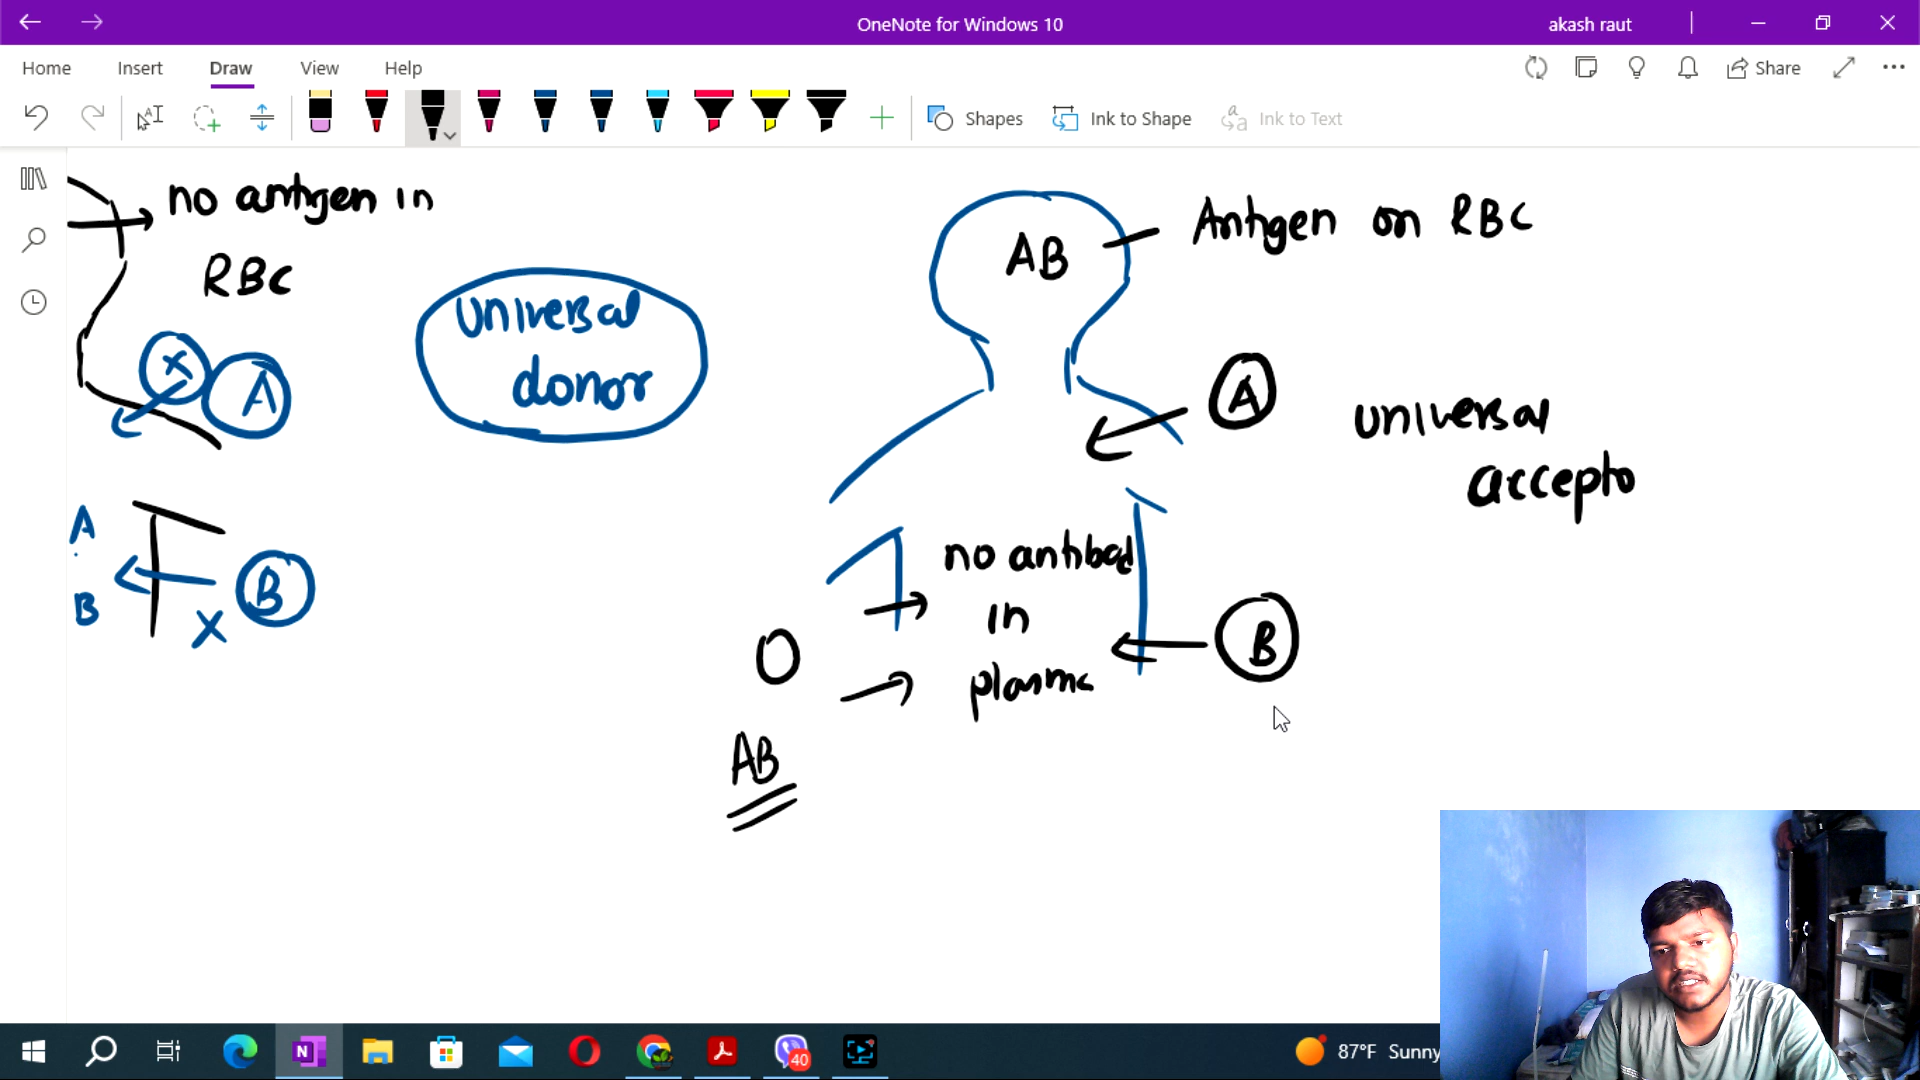 OneNote for Windows 10
akash raut
Home
Insert
Draw
View
Help
Share
Shapes
Ink to Shape
Ink to Text
no antigen in
RBC
X
A
universal
donor
A
B
X
B
AB
Antigen on RBC
A
universal
accepto
no antibod
in
plasma
B
O
AB
N
40
87°F Sunny